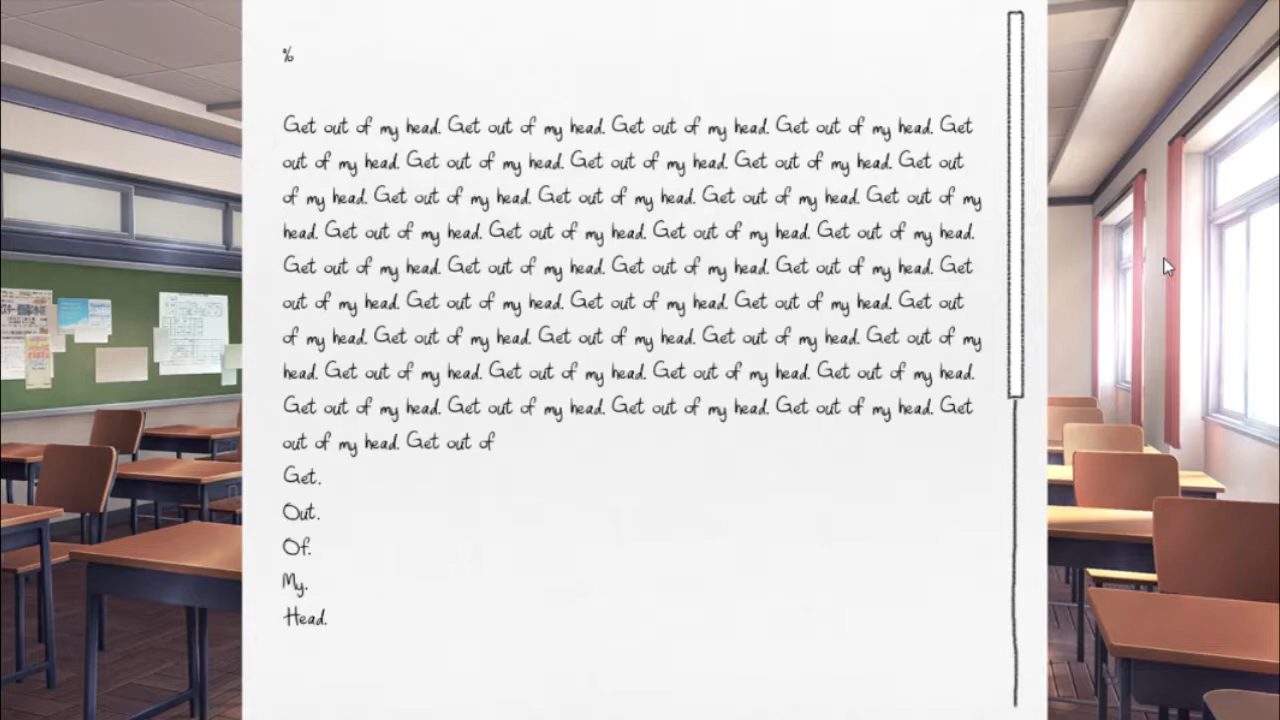 %
Get out of my head. Get out of my head. Get out of my head. Get out of my head. Get
out of my head. Get out of my head. Get out of my head. Get out of my head. Get out
of my head. Get out of my head. Get out of my head. Get out of my head. Get out of my
head. Get out of my head. Get out of my head. Get out of my head. Get out of my head.
Get out of my head. Get out of my head. Get out of my head. Get out of my head. Get
out of my head. Get out of my head. Get out of my head. Get out of my head. Get out
of my head. Get out of my head. Get out of my head. Get out of my head. Get out of my
head. Get out of my head. Get out of my head. Get out of my head. Get out of my head.
Get out of my head. Get out of my head. Get out of my head. Get out of my head. Get
out of my head. Get out of
Get.
Out.
Of.
My.
Head.